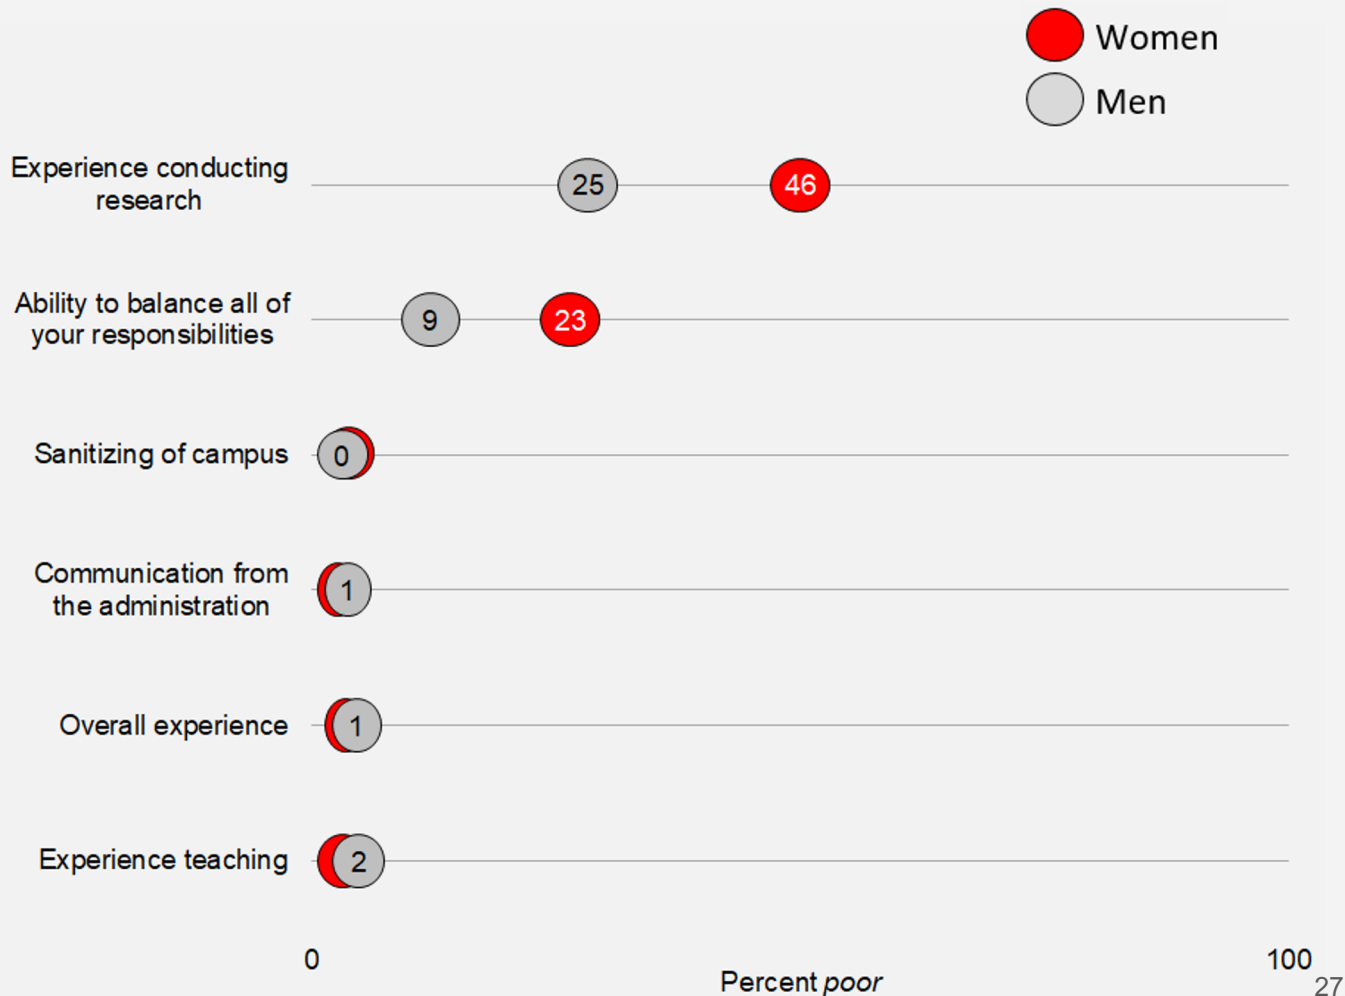 Women
Men
Experience conducting
research
25
46
Ability to balance all of
your responsibilities
9
23
Sanitizing of campus
0
Communication from
the administration
1
Overall experience
1
Experience teaching
2
0
100
Percent poor
27